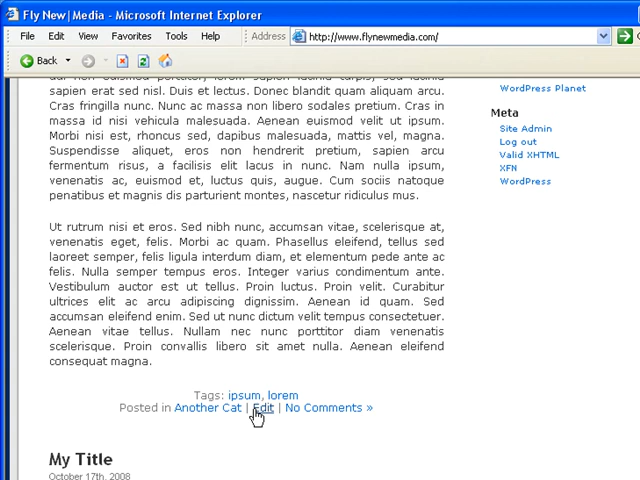 Fly New|Media - Microsoft Internet Explorer
File Edit View Favorites Tools Help Address http://www.flynewmedia.com/
Back
sapien erat sed nisl. Duis et lectus. Donec blandit quam aliquam arcu.
Cras fringilla nunc. Nunc ac massa non libero sodales pretium. Cras in
massa id nisi vehicula malesuada. Aenean euismod velit ut ipsum.
Morbi nisi est, rhoncus sed, dapibus malesuada, mattis vel, magna.
Suspendisse aliquet, eros non hendrerit pretium, sapien arcu
fermentum risus, a facilisis elit lacus in nunc. Nam nulla ipsum,
venenatis ac, euismod et, luctus quis, augue. Cum sociis natoque
penatibus et magnis dis parturient montes, nascetur ridiculus mus.
Ut rutrum nisi et eros. Sed nibh nunc, accumsan vitae, scelerisque at,
venenatis eget, felis. Morbi ac quam. Phasellus eleifend, tellus sed
laoreet semper, felis ligula interdum diam, et elementum pede ante ac
felis. Nulla semper tempus eros. Integer varius condimentum ante.
Vestibulum auctor est ut tellus. Proin luctus. Proin velit. Curabitur
ultrices elit ac arcu adipiscing dignissim. Aenean id quam. Sed
accumsan eleifend enim. Sed ut nunc dictum velit tempus consectetuer.
Aenean vitae tellus. Nullam nec nunc porttitor diam venenatis
scelerisque. Proin convallis libero sit amet nulla. Aenean eleifend
consequat magna.
Tags: ipsum, lorem
Posted in Another Cat | Edit | No Comments »
My Title
October 17th, 2008
WordPress Planet
Meta
Site Admin
Log out
Valid XHTML
XFN
WordPress